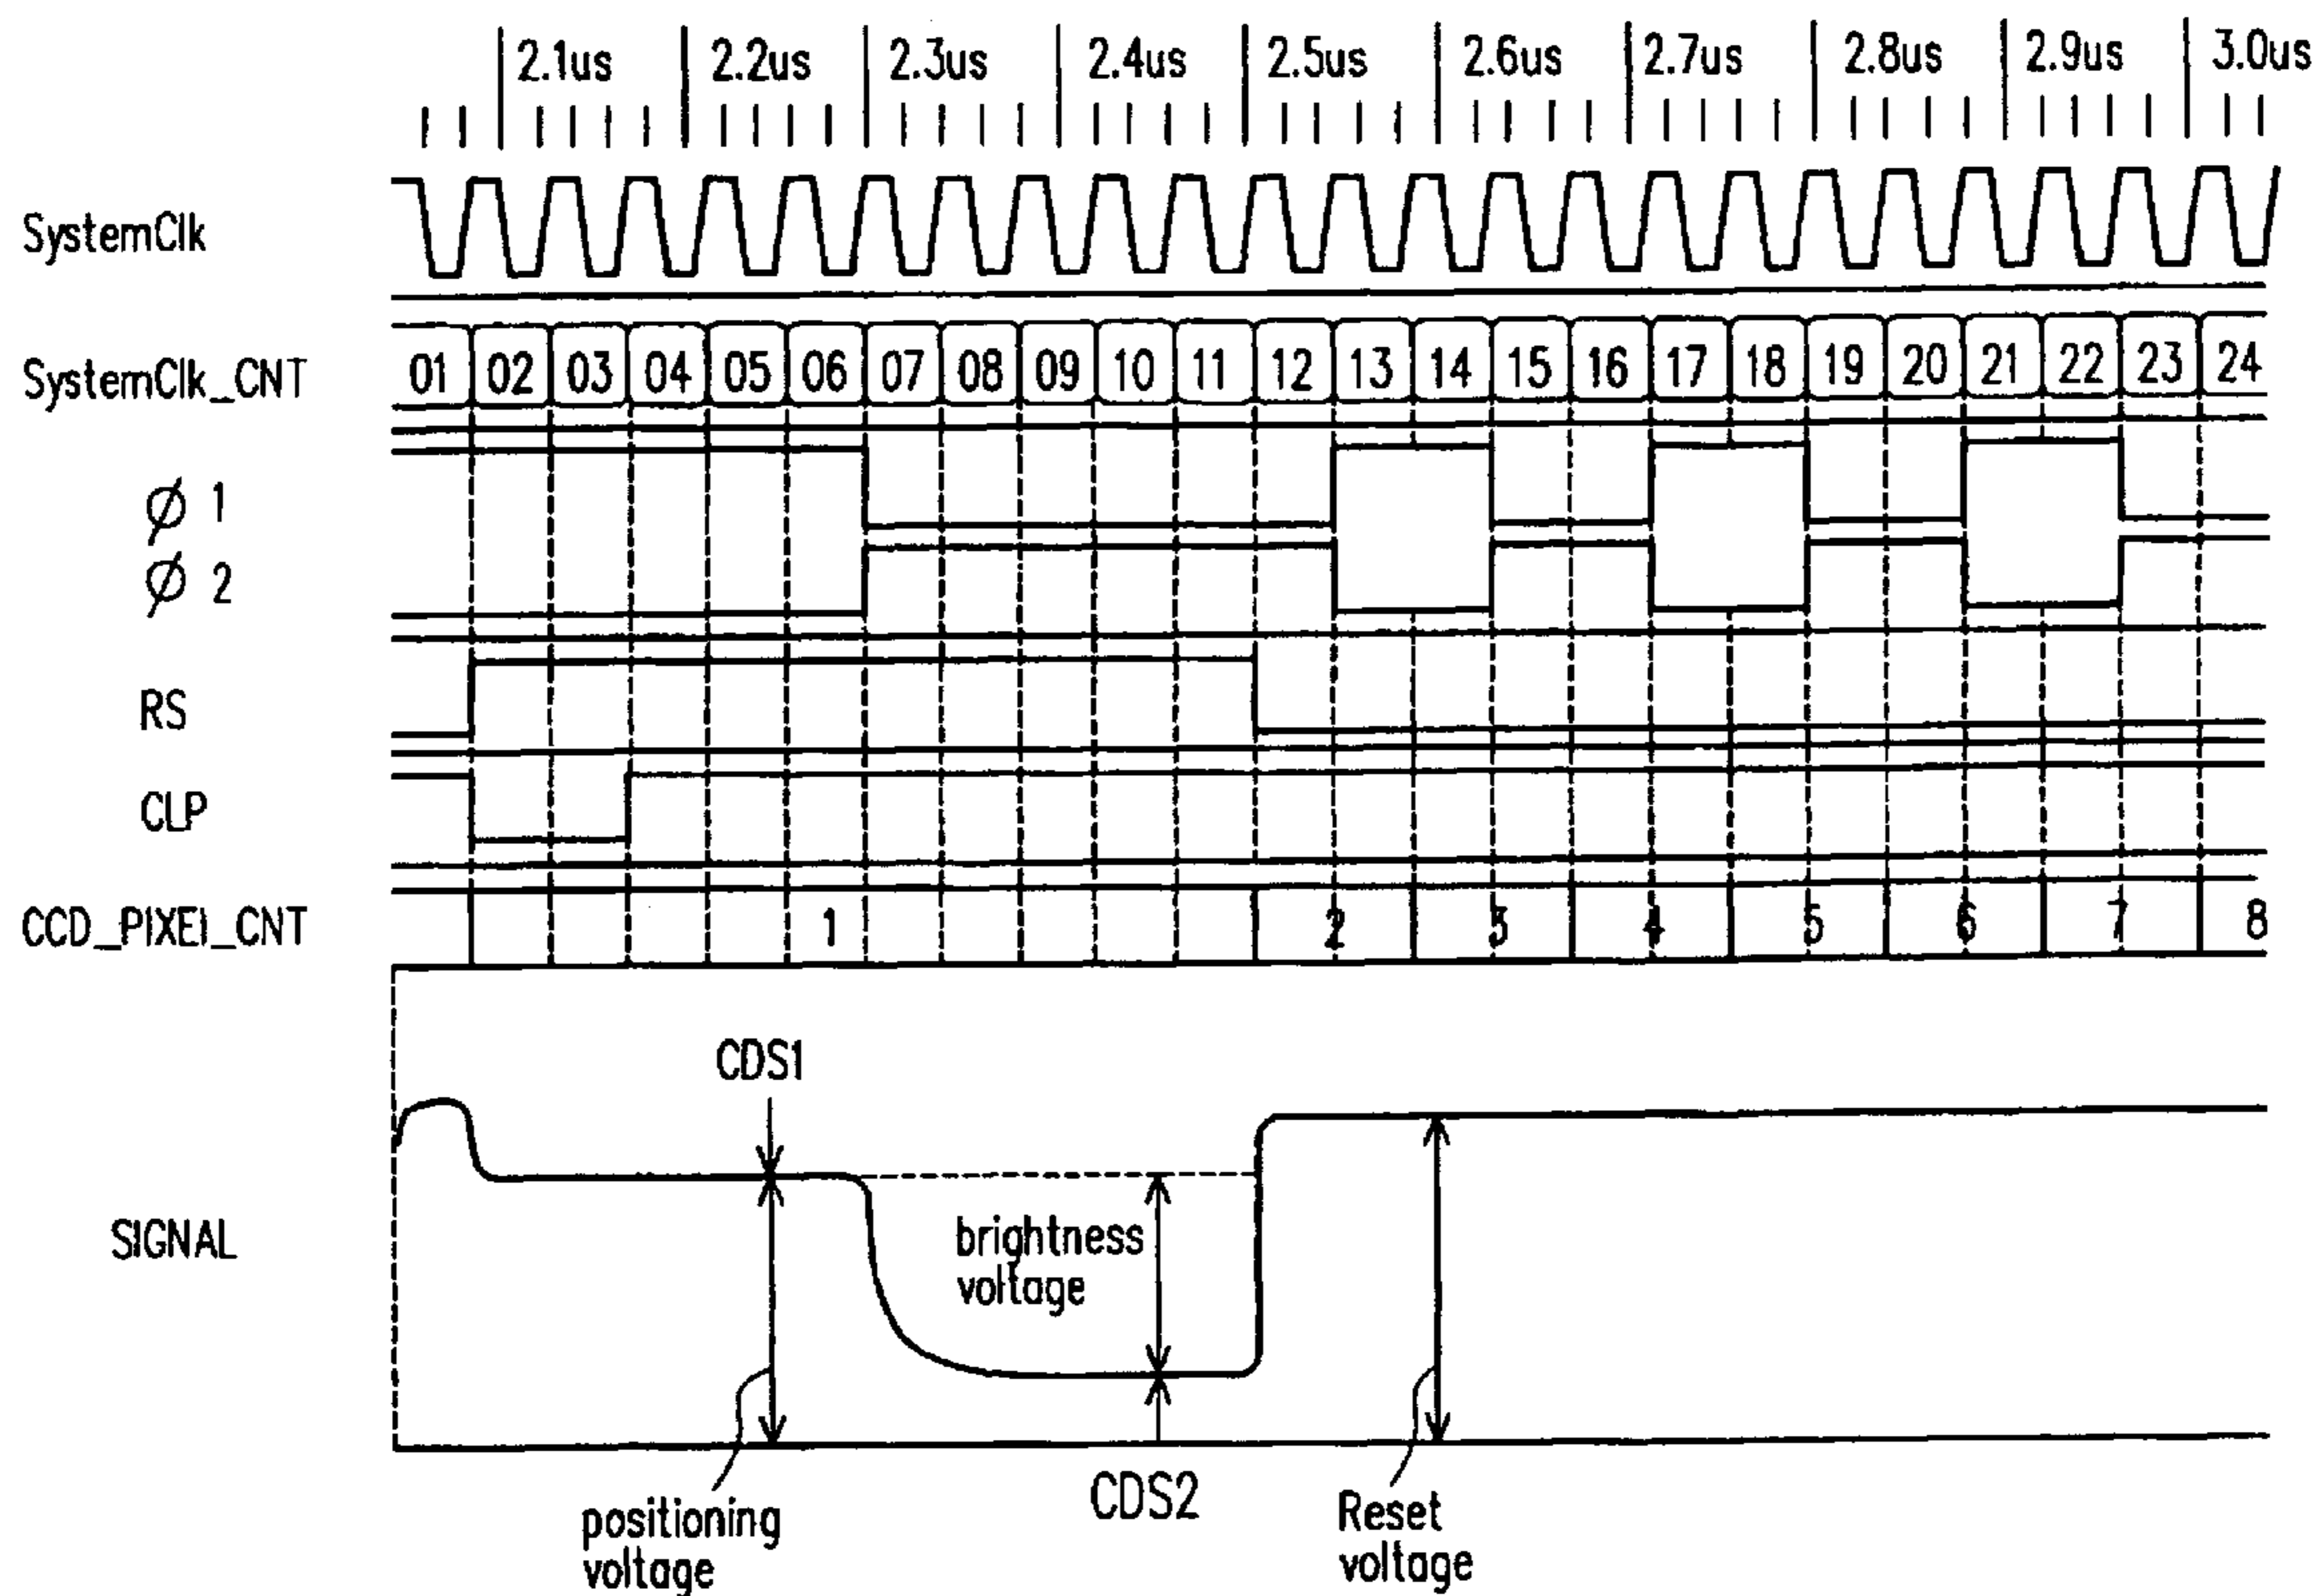 2.1us 2.2us 2.3us 2.4us 2.5us 2.6us 2.7us 2.8us 2.9us 3.0us
SystemClk
SystemClk_CNT 01 02 03 04 05 06 07 08 09 10 11 12 13 14 15 16 17 18 19 20 21 22 23 24
Ø 1
Ø 2
RS
CLP
CCD_PIXEl_CNT 1 2 3 4 5 6 7 8
CDS1
SIGNAL
brightness
voltage
positioning
voltage
CDS2
Reset
voltage